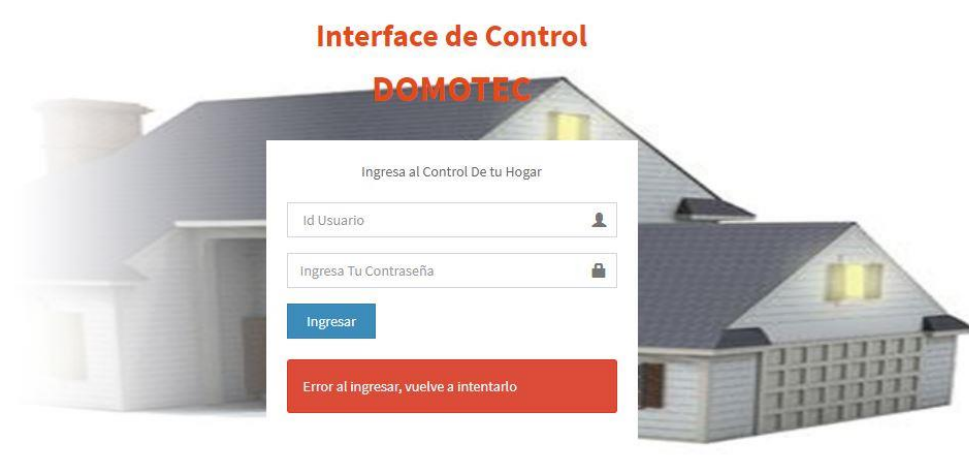 Interface de Control
DOMOTEC
Ingresa al Control De tu Hogar
Id Usuario
Ingresa Tu Contraseña
Ingresar
Error al ingresar, vuelve a intentarlo